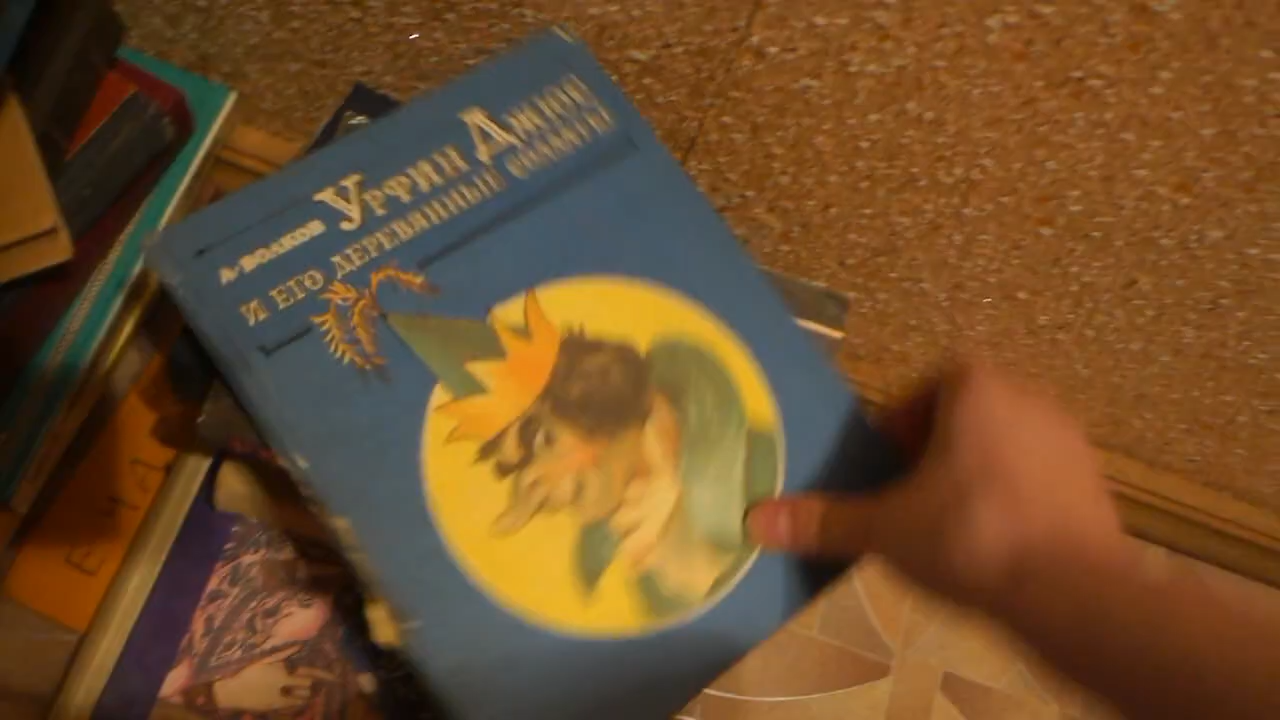 А. ВОЛКОВ
УРФИН ДЖЮС
И ЕГО ДЕРЕВЯННЫЕ СОЛДАТЫ